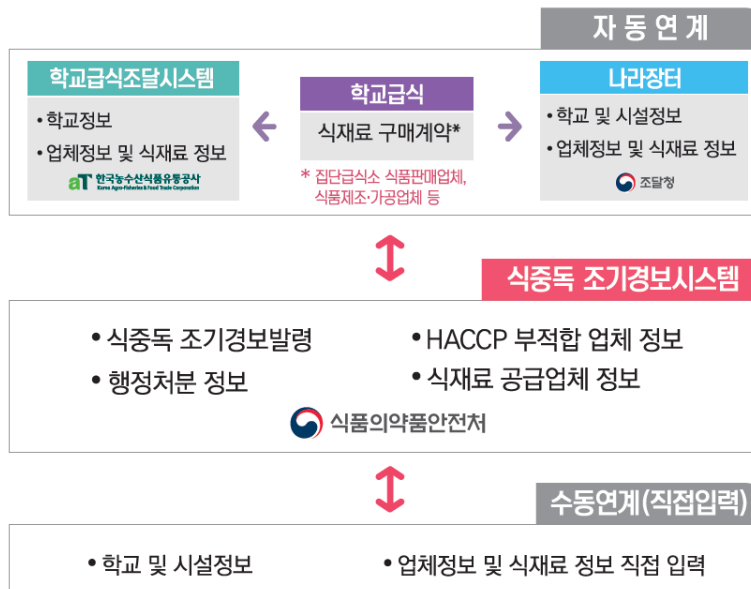 자동연계
학교급식조달시스템
• 학교정보
• 업체정보 및 식재료 정보
aT 한국농수산식품유통공사
Korea Agro-Fisheries & Food Trade Corporation
학교급식
식재료 구매계약*
* 집단급식소 식품판매업체,
식품제조·가공업체 등
나라장터
• 학교 및 시설정보
• 업체정보 및 식재료 정보
조달청
식중독 조기경보시스템
• 식중독 조기경보발령
• HACCP 부적합 업체 정보
• 행정처분 정보
• 식재료 공급업체 정보
식품의약품안전처
수동연계(직접입력)
• 학교 및 시설정보
• 업체정보 및 식재료 정보 직접 입력